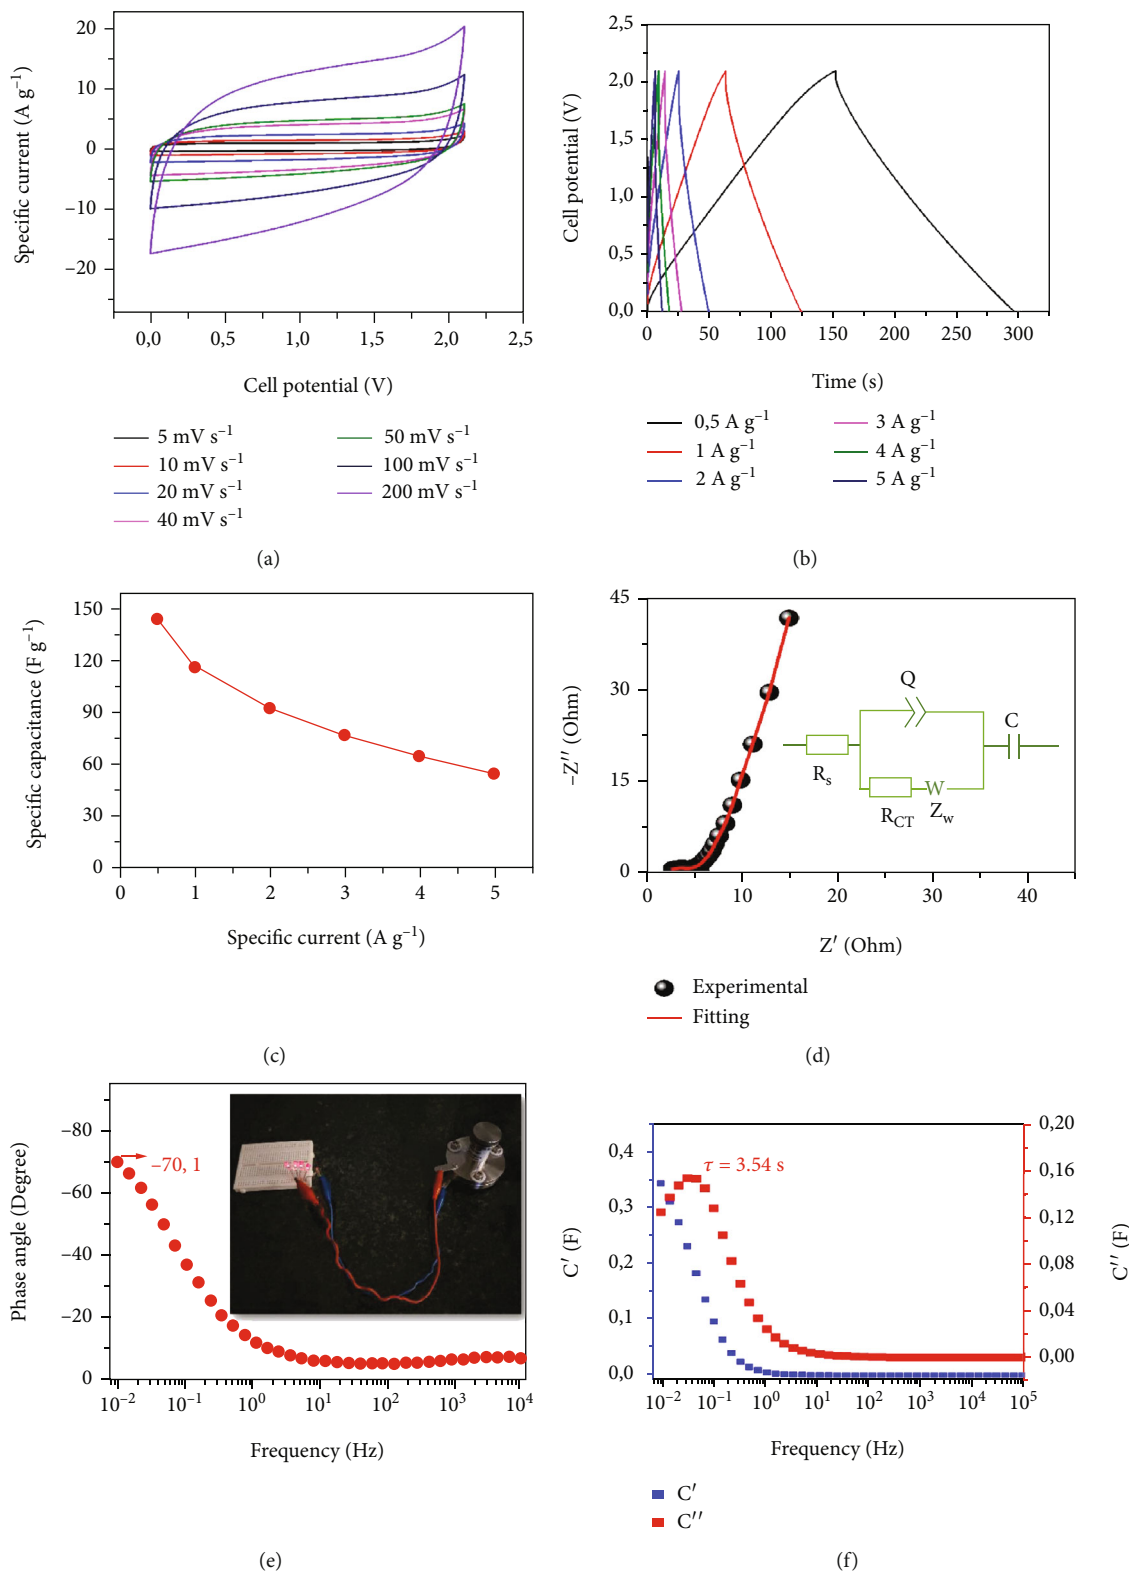 20
10
0
–10
–20
Specific current (A g–1)
0,0 0,5 1,0 1,5 2,0 2,5
Cell potential (V)
5 mV s–1
10 mV s–1
20 mV s–1
40 mV s–1
50 mV s–1
100 mV s–1
200 mV s–1
(a)
2,5
2.0
1.5
1.0
0.5
0,0
Cell potential (V)
0 50 100 150 200 250 300
Time (s)
0,5 A g–1
1 A g–1
2 A g–1
3 A g–1
4 A g–1
5 A g–1
(b)
150
120
90
60
30
0
Specific capacitance (F g–1)
0 1 2 3 4 5
Specific current (A g–1)
(c)
45
30
15
0
–Z′′ (Ohm)
Q
C
Rs
RCT
W
Zw
0 10 20 30 40
Z′ (Ohm)
Experimental
Fitting
(d)
–80
–60
–40
–20
0
Phase angle (Degree)
–70, 1
10–2 10–1 100 101 102 103 104
Frequency (Hz)
(e)
0,4
0,3
0,2
0,1
0,0
C′ (F)
τ = 3.54 s
0,20
0,16
0,12
0,08
0,04
0,00
C′′ (F)
10–2 10–1 100 101 102 103 104 105
Frequency (Hz)
C′
C′′
(f)